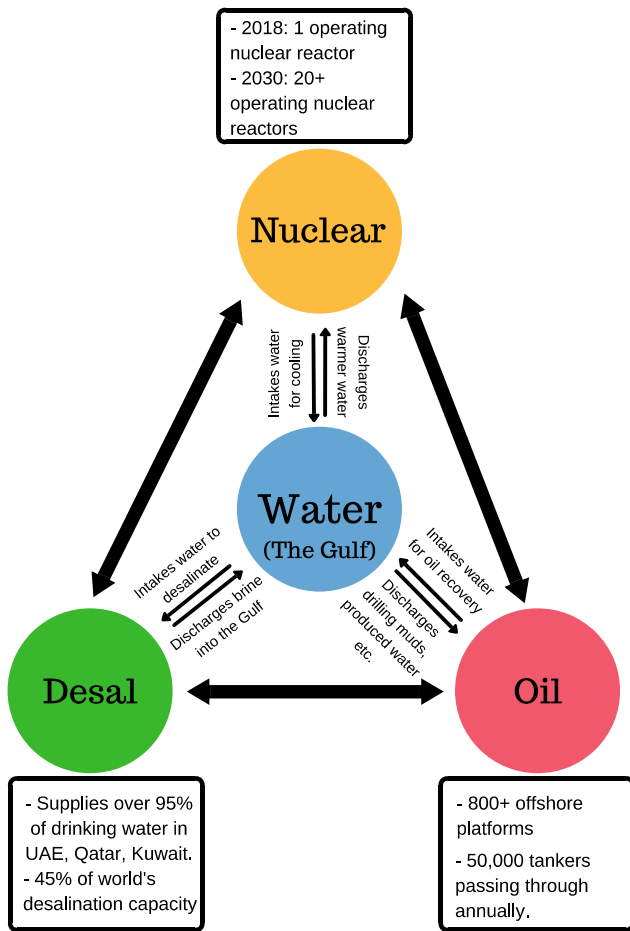 - 2018: 1 operating
nuclear reactor
- 2030: 20+
operating nuclear
reactors
Nuclear
Intakes water
for cooling
Discharges
warmer water
Water
(The Gulf)
Intakes water to
desalinate
Discharges brine
into the Gulf
Intakes water
for oil recovery
Discharges
drilling muds,
produced water
etc.
Desal
Oil
- Supplies over 95%
of drinking water in
UAE, Qatar, Kuwait.
- 45% of world's
desalination capacity
- 800+ offshore
platforms
- 50,000 tankers
passing through
annually.